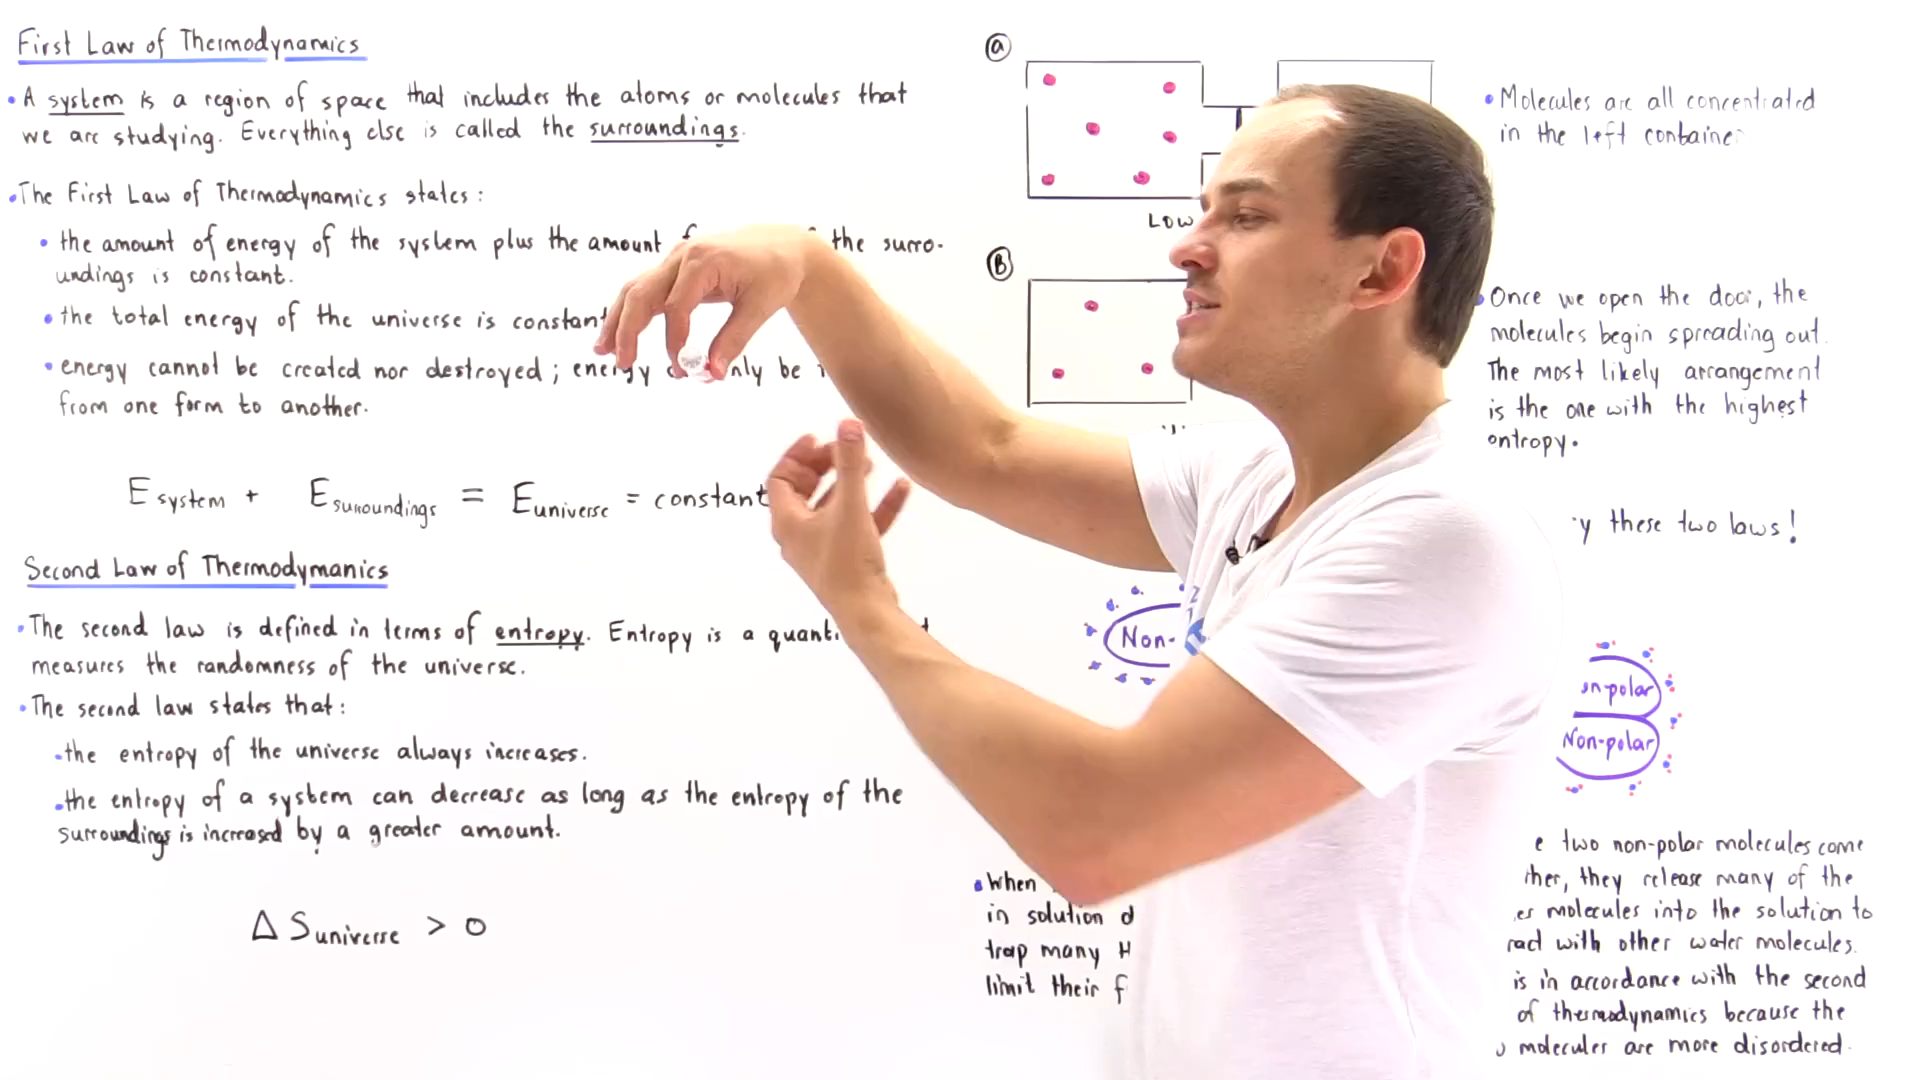 First Law of Thermodynamics
• A system is a region of space that includes the atoms or molecules that
we are studying. Everything else is called the surroundings.
• The First Law of Thermodynamics states:
• the amount of energy of the system plus the amount the surro-
undings is constant.
• the total energy of the universe is constant
• energy cannot be created nor destroyed; energy only be
from one form to another.
E system + E surroundings = E universe = constant
Second Law of Thermodymanics
• The second law is defined in terms of entropy. Entropy is a quanti
measures the randomness of the universe.
• The second law states that:
• the entropy of the universe always increases.
• the entropy of a system can decrease as long as the entropy of the
surroundings is increased by a greater amount.
Δ S universe > 0
A
Low
• Molecules are all concentrated
in the left container
B
• Once we open the door, the
molecules begin spreading out.
The most likely arrangement
is the one with the highest
entropy.
y these two laws!
Non-
n-polar
Non-polar
• When
in solution d
trap many H
limit their f
e two non-polar molecules come
ther, they release many of the
er molecules into the solution to
ract with other water molecules.
is in accordance with the second
of thermodynamics because the
molecules are more disordered.